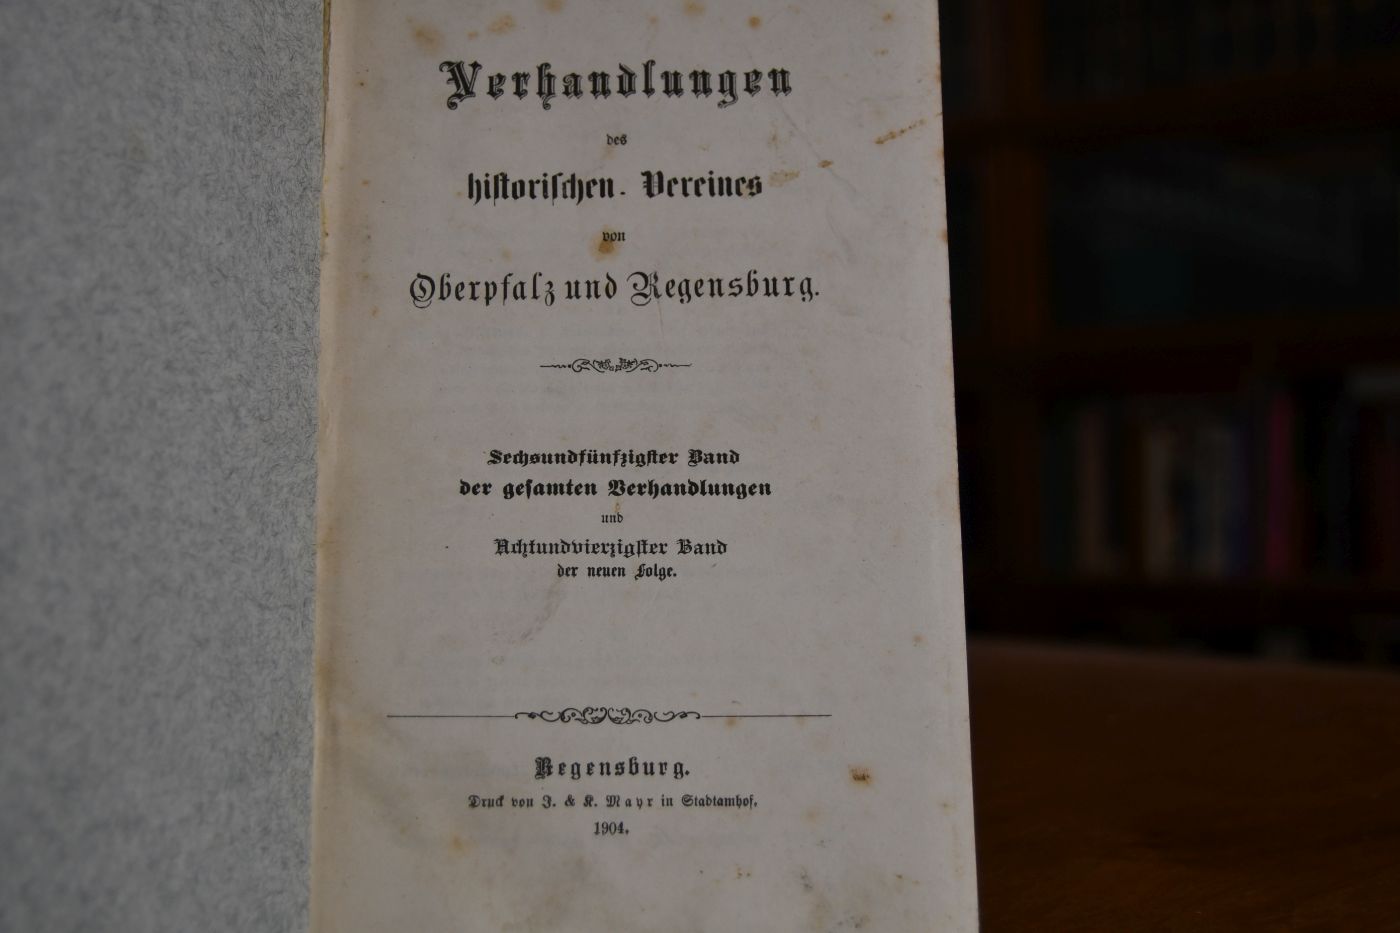 Verhandlungen
des
hiſtoriſchen. Vereines
von
Oberpfalz und Regensburg.
Sechsundfünfzigſter Band
der geſamten Verhandlungen
und
Achtundvierzigſter Band
der neuen Folge.
Regensburg.
Druck von J. & K. Mayr in Stadtamhof.
1904.